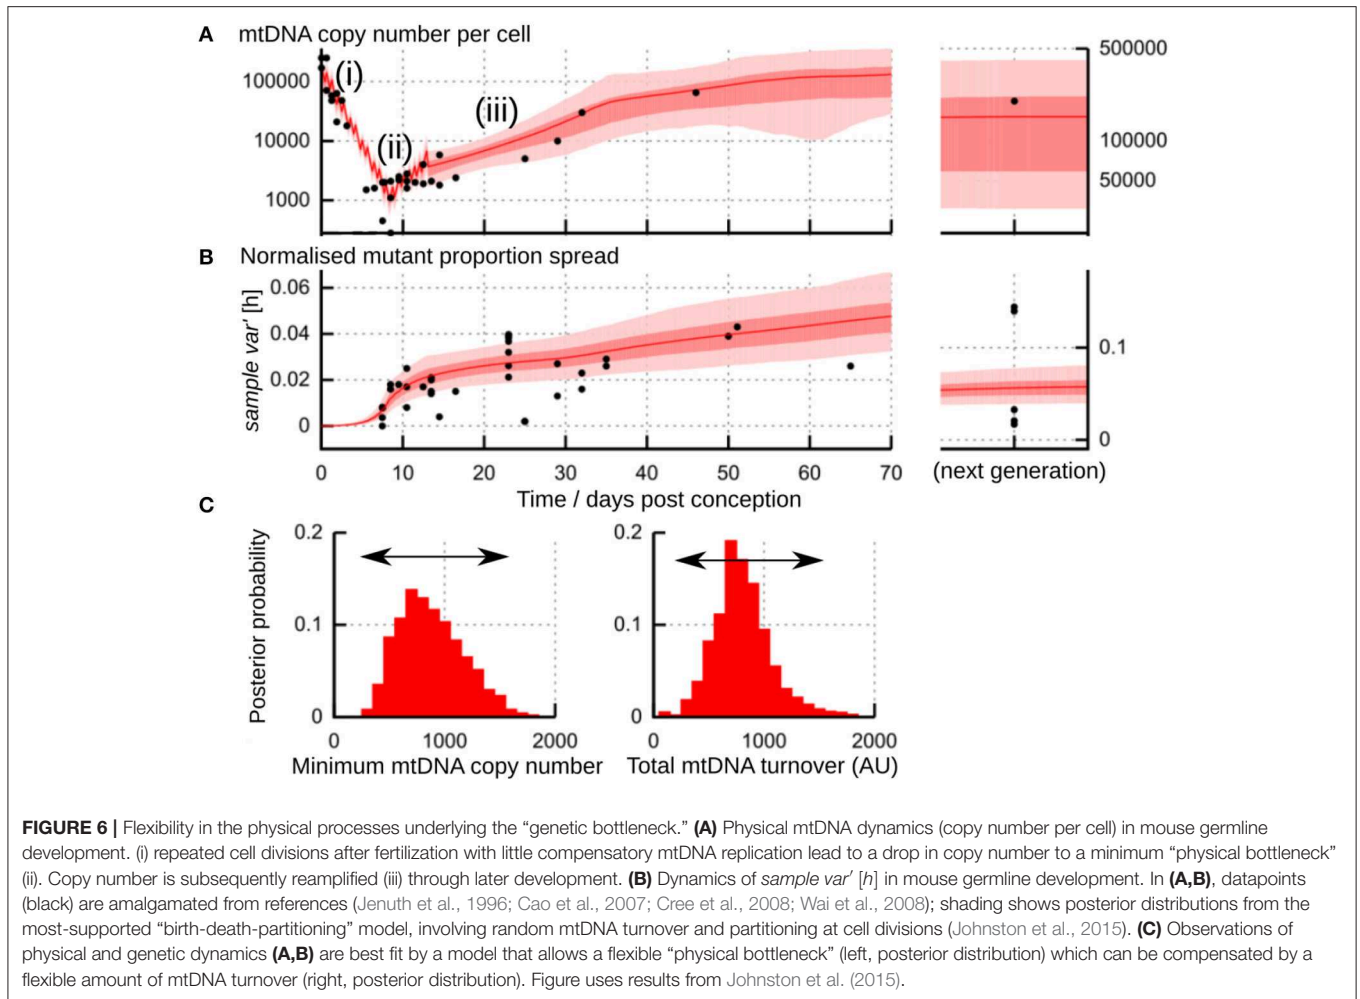 A mtDNA copy number per cell
100000
10000
1000
(i)
(ii)
(iii)
500000
100000
50000
B Normalised mutant proportion spread
sample var′ [h]
0.06
0.04
0.02
0
0.1
0
0 10 20 30 40 50 60 70 (next generation)
Time / days post conception
C
Posterior probability
0.2
0.1
0
0 1000 2000
Minimum mtDNA copy number
0.2
0.1
0
0 1000 2000
Total mtDNA turnover (AU)
FIGURE 6 | Flexibility in the physical processes underlying the “genetic bottleneck.” (A) Physical mtDNA dynamics (copy number per cell) in mouse germline
development. (i) repeated cell divisions after fertilization with little compensatory mtDNA replication lead to a drop in copy number to a minimum “physical bottleneck”
(ii). Copy number is subsequently reamplified (iii) through later development. (B) Dynamics of sample var′ [h] in mouse germline development. In (A,B), datapoints
(black) are amalgamated from references (Jenuth et al., 1996; Cao et al., 2007; Cree et al., 2008; Wai et al., 2008); shading shows posterior distributions from the
most-supported “birth-death-partitioning” model, involving random mtDNA turnover and partitioning at cell divisions (Johnston et al., 2015). (C) Observations of
physical and genetic dynamics (A,B) are best fit by a model that allows a flexible “physical bottleneck” (left, posterior distribution) which can be compensated by a
flexible amount of mtDNA turnover (right, posterior distribution). Figure uses results from Johnston et al. (2015).